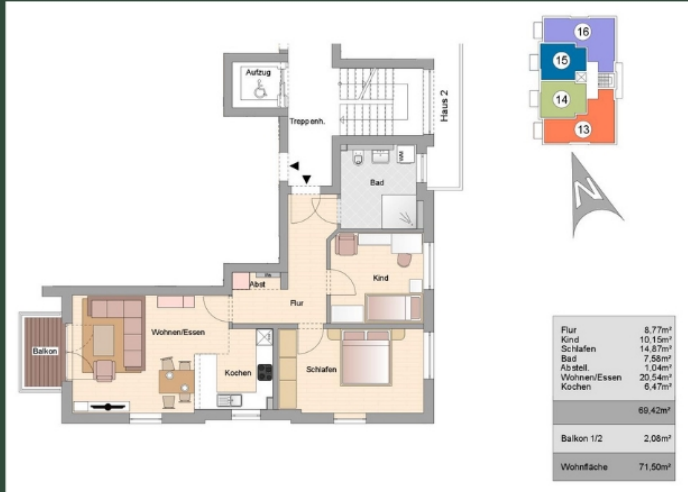 Aufzug
Treppenh.
Haus 2
Bad
WM
Kind
Abst
Flur
Wohnen/Essen
Balkon
Kochen
Schlafen
16
15
14
13
N
Flur 8,77m²
Kind 10,15m²
Schlafen 14,87m²
Bad 7,58m²
Abstell. 1,04m²
Wohnen/Essen 20,54m²
Kochen 6,47m²
69,42m²
Balkon 1/2 2,08m²
Wohnfläche 71,50m²